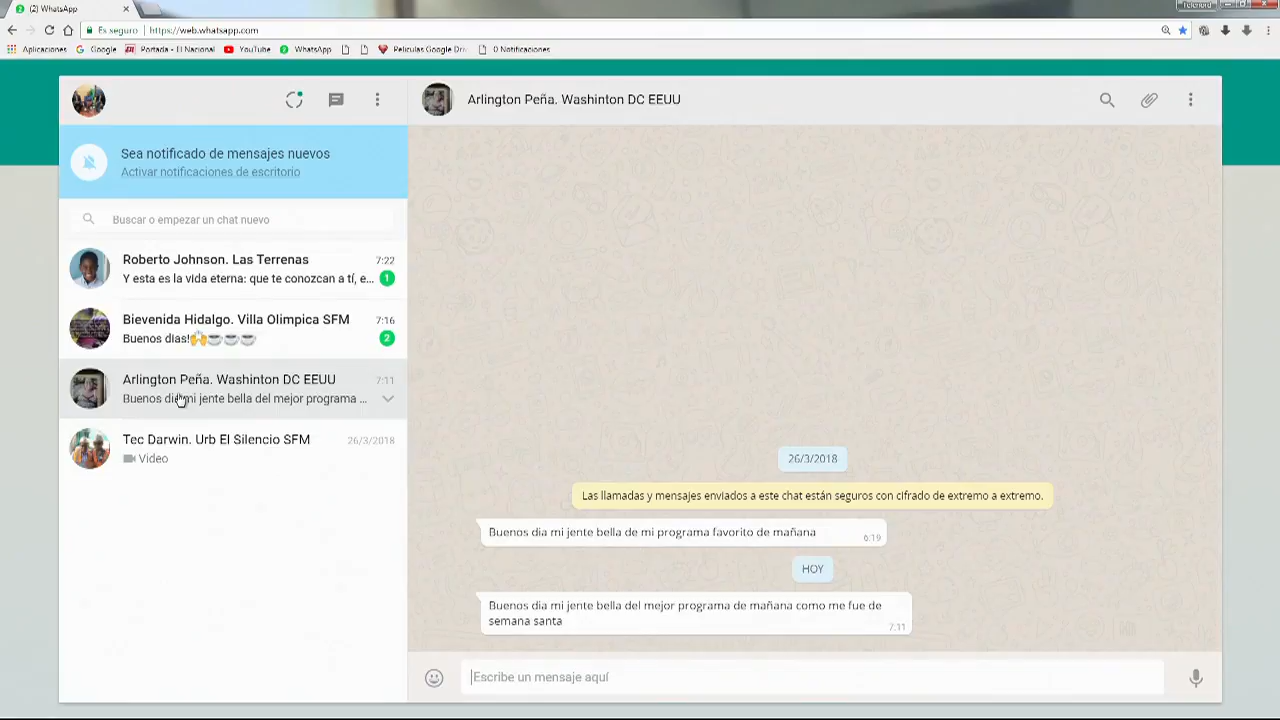 (2) WhatsApp
Telenord
Es seguro
https://web.whatsapp.com
Aplicaciones
Google
Portada - El Nacional
YouTube
WhatsApp
Peliculas Google Dri
0 Notificaciones
Arlington Peña. Washinton DC EEUU
Sea notificado de mensajes nuevos
Activar notificaciones de escritorio
Buscar o empezar un chat nuevo
Roberto Johnson. Las Terrenas
7:22
Y esta es la vida eterna: que te conozcan a tí, e...
1
Bievenida Hidalgo. Villa Olimpica SFM
7:16
Buenos dias!🙌☕☕☕
2
Arlington Peña. Washinton DC EEUU
7:11
Buenos dia mi jente bella del mejor programa ...
Tec Darwin. Urb El Silencio SFM
26/3/2018
Video
26/3/2018
Las llamadas y mensajes enviados a este chat están seguros con cifrado de extremo a extremo.
Buenos dia mi jente bella de mi programa favorito de mañana
6:19
HOY
Buenos dia mi jente bella del mejor programa de mañana como me fue de
semana santa
7:11
Escribe un mensaje aquí